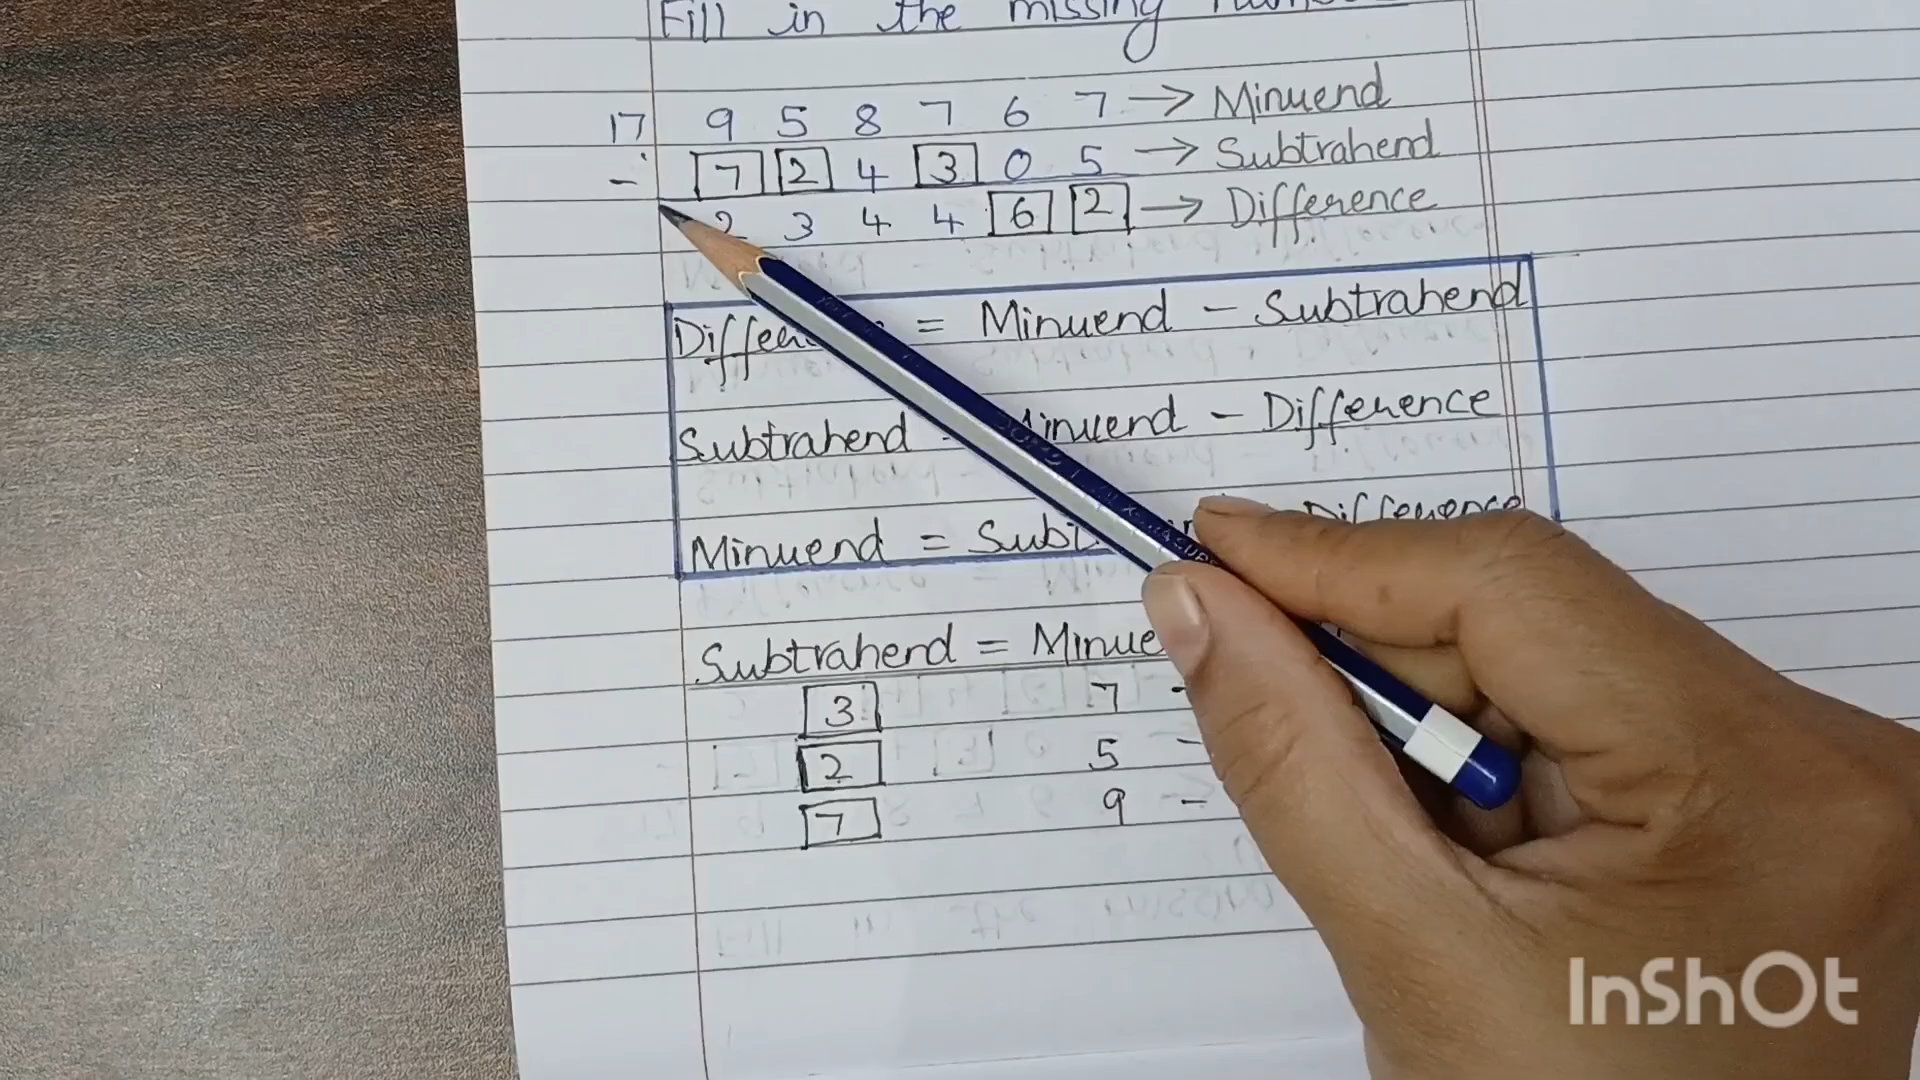 Fill in the missing
17 9 5 8 7 6 7 → Minuend
- 7 2 4 3 0 5 → Subtrahend
2 3 4 4 6 2 → Difference
= Minuend - Subtrahend
Subtrahend Minuend - Difference
Minuend = Difference
Subtrahend =
3 7 -
2 5 -
7 9 -
InShOt